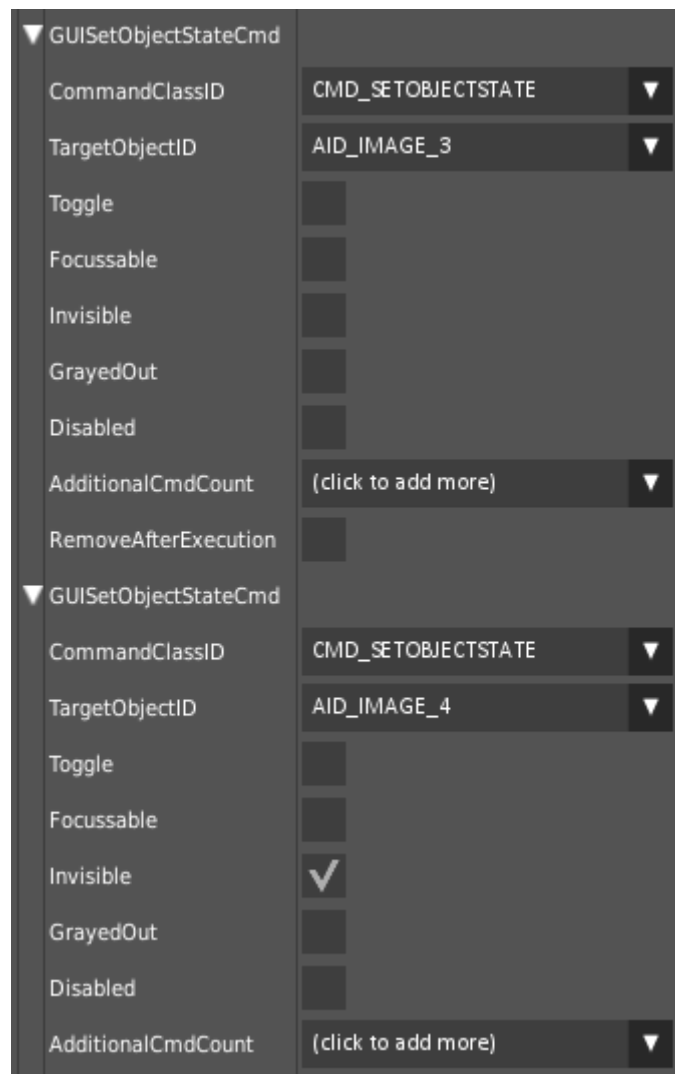 GUISetObjectStateCmd
CommandClassID CMD_SETOBJECTSTATE
TargetObjectID AID_IMAGE_3
Toggle
Focussable
Invisible
GrayedOut
Disabled
AdditionalCmdCount (click to add more)
RemoveAfterExecution
GUISetObjectStateCmd
CommandClassID CMD_SETOBJECTSTATE
TargetObjectID AID_IMAGE_4
Toggle
Focussable
Invisible
GrayedOut
Disabled
AdditionalCmdCount (click to add more)